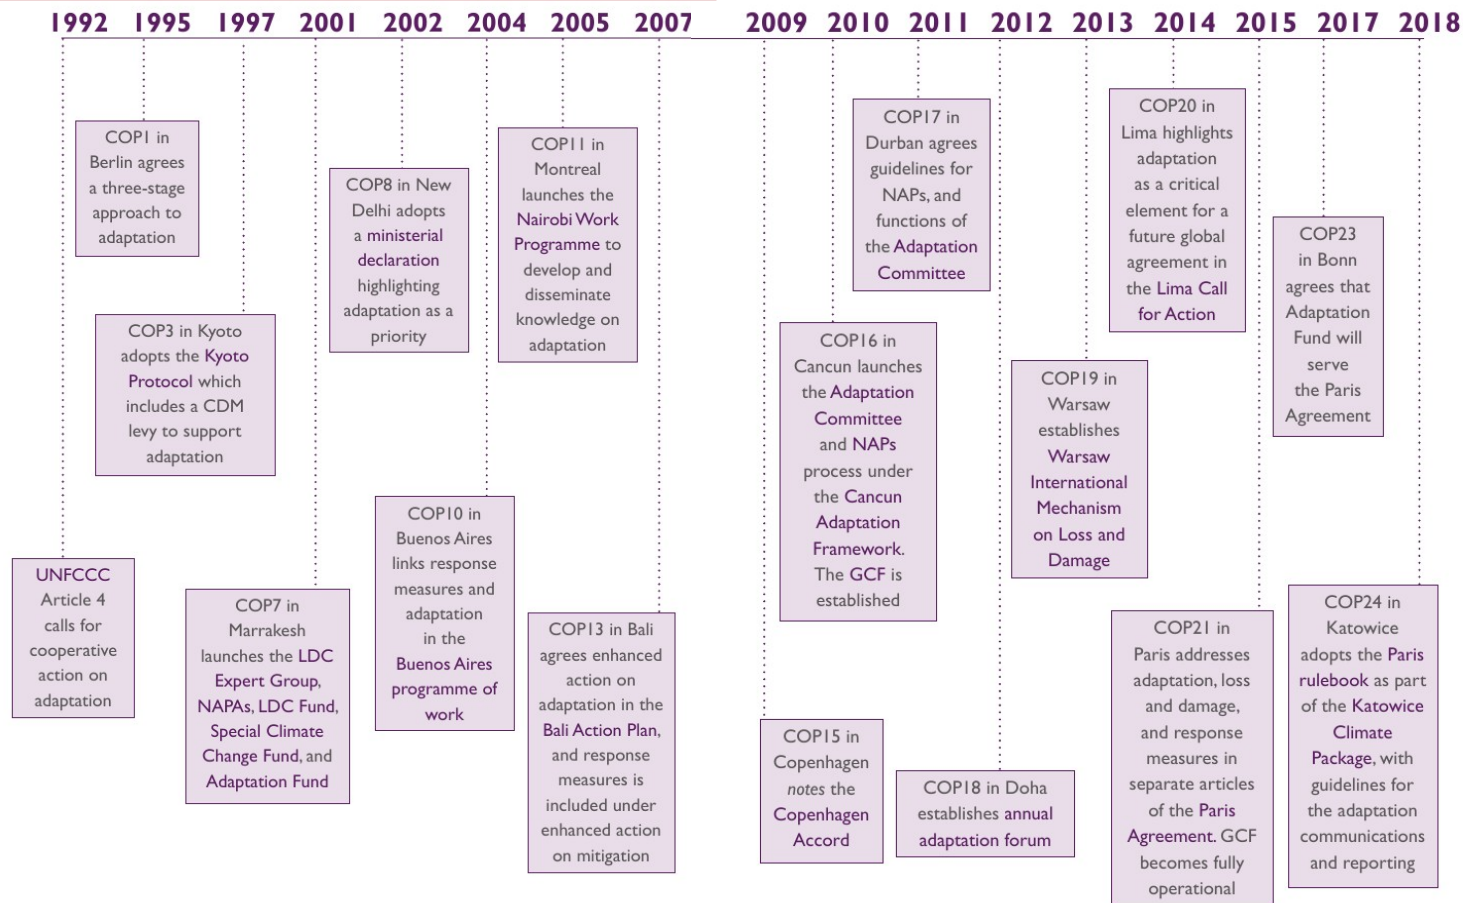 1992 1995 1997 2001 2002 2004 2005 2007 2009 2010 2011 2012 2013 2014 2015 2017 2018
UNFCCC
Article 4
calls for
cooperative
action on
adaptation
COP1 in
Berlin agrees
a three-stage
approach to
adaptation
COP3 in Kyoto
adopts the Kyoto
Protocol which
includes a CDM
levy to support
adaptation
COP7 in
Marrakesh
launches the LDC
Expert Group,
NAPAs, LDC Fund,
Special Climate
Change Fund, and
Adaptation Fund
COP8 in New
Delhi adopts
a ministerial
declaration
highlighting
adaptation as a
priority
COP10 in
Buenos Aires
links response
measures and
adaptation
in the
Buenos Aires
programme of
work
COP11 in
Montreal
launches the
Nairobi Work
Programme to
develop and
disseminate
knowledge on
adaptation
COP13 in Bali
agrees enhanced
action on
adaptation in the
Bali Action Plan,
and response
measures is
included under
enhanced action
on mitigation
COP15 in
Copenhagen
notes the
Copenhagen
Accord
COP16 in
Cancun launches
the Adaptation
Committee
and NAPs
process under
the Cancun
Adaptation
Framework.
The GCF is
established
COP17 in
Durban agrees
guidelines for
NAPs, and
functions of
the Adaptation
Committee
COP18 in Doha
establishes annual
adaptation forum
COP19 in
Warsaw
establishes
Warsaw
International
Mechanism
on Loss and
Damage
COP20 in
Lima highlights
adaptation
as a critical
element for a
future global
agreement in
the Lima Call
for Action
COP21 in
Paris addresses
adaptation, loss
and damage,
and response
measures in
separate articles
of the Paris
Agreement. GCF
becomes fully
operational
COP23
in Bonn
agrees that
Adaptation
Fund will
serve
the Paris
Agreement
COP24 in
Katowice
adopts the Paris
rulebook as part
of the Katowice
Climate
Package, with
guidelines for
the adaptation
communications
and reporting